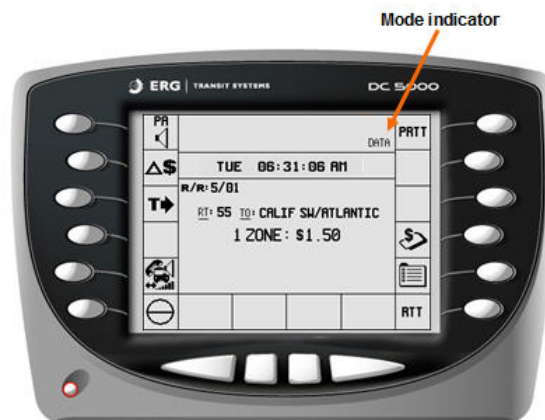 Mode indicator
ERG TRANSIT SYSTEMS DC 5000
PA
DATA
PRTT
Δ$
TUE 06:31:06 AM
R/R:5/01
T
RT: 55 TO: CALIF SW/ATLANTIC
1 ZONE: $1.50
$
RTT